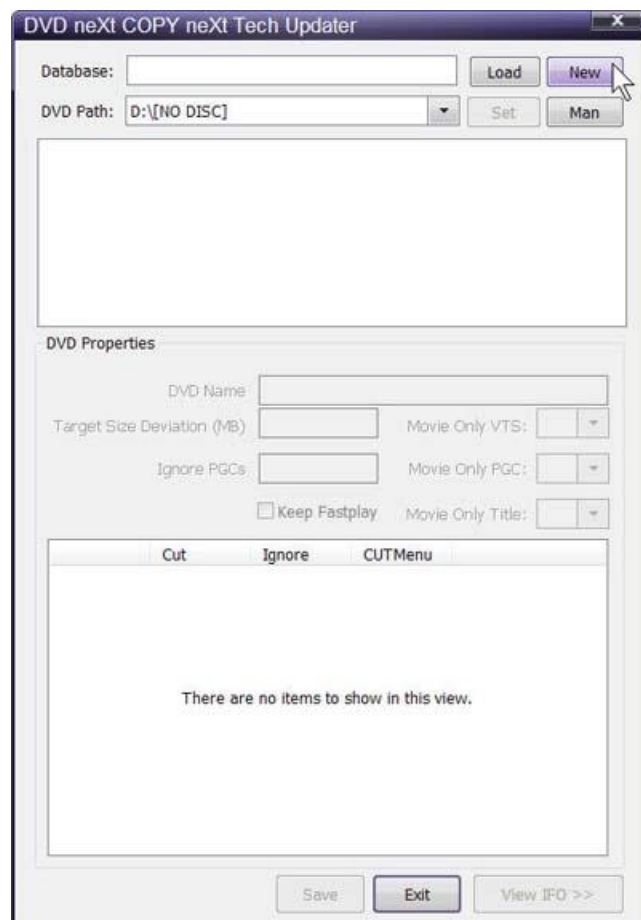 DVD neXt COPY neXt Tech Updater
Database: Load New
DVD Path: D:\[NO DISC] Set Man
DVD Properties
DVD Name
Target Size Deviation (MB) Movie Only VTS:
Ignore PGCs Movie Only PGC:
Keep Fastplay Movie Only Title:
Cut Ignore CUTMenu
There are no items to show in this view.
Save Exit View IFO >>